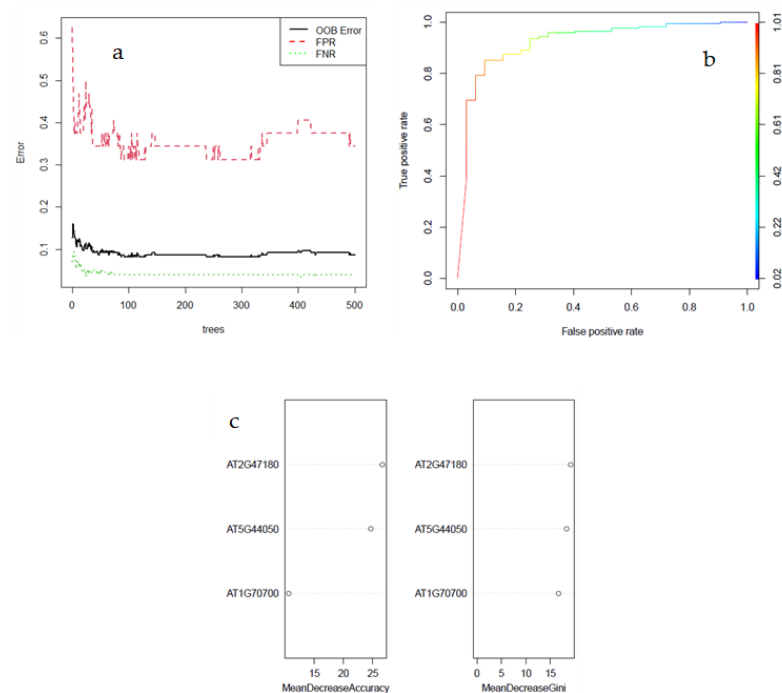 a
OOB Error
FPR
FNR
Error
0.6
0.5
0.4
0.3
0.2
0.1
0 100 200 300 400 500
trees
b
True positive rate
1.0
0.8
0.6
0.4
0.2
0.0
0.0 0.2 0.4 0.6 0.8 1.0
False positive rate
1.01
0.81
0.61
0.42
0.22
0.02
c
AT2G47180
AT5G44050
AT1G70700
15 20 25
MeanDecreaseAccuracy
AT2G47180
AT5G44050
AT1G70700
0 5 10 15
MeanDecreaseGini